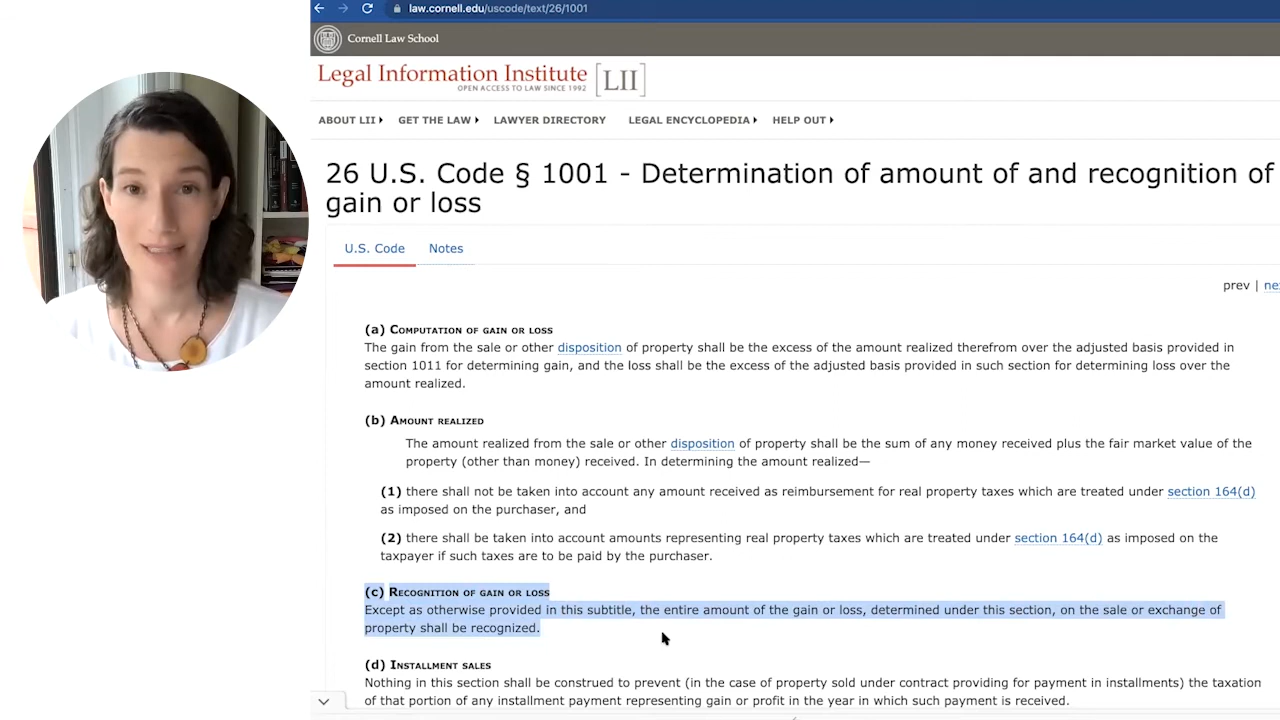 law.cornell.edu/uscode/text/26/1001
Cornell Law School
Legal Information Institute [LII]
OPEN ACCESS TO LAW SINCE 1992
ABOUT LII GET THE LAW LAWYER DIRECTORY LEGAL ENCYCLOPEDIA HELP OUT
26 U.S. Code § 1001 - Determination of amount of and recognition of
gain or loss
U.S. Code Notes
prev |
(a) Computation of gain or loss
The gain from the sale or other disposition of property shall be the excess of the amount realized therefrom over the adjusted basis provided in
section 1011 for determining gain, and the loss shall be the excess of the adjusted basis provided in such section for determining loss over the
amount realized.
(b) Amount realized
The amount realized from the sale or other disposition of property shall be the sum of any money received plus the fair market value of the
property (other than money) received. In determining the amount realized—
(1) there shall not be taken into account any amount received as reimbursement for real property taxes which are treated under section 164(d)
as imposed on the purchaser, and
(2) there shall be taken into account amounts representing real property taxes which are treated under section 164(d) as imposed on the
taxpayer if such taxes are to be paid by the purchaser.
(c) Recognition of gain or loss
Except as otherwise provided in this subtitle, the entire amount of the gain or loss, determined under this section, on the sale or exchange of
property shall be recognized.
(d) Installment sales
Nothing in this section shall be construed to prevent (in the case of property sold under contract providing for payment in installments) the taxation
of that portion of any installment payment representing gain or profit in the year in which such payment is received.